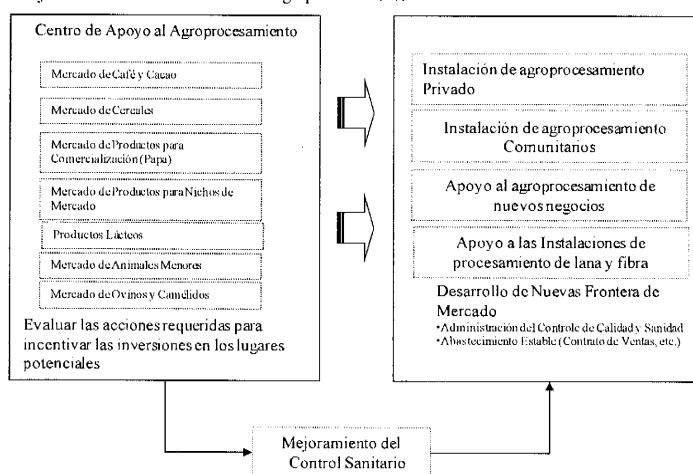 Centro de Apoyo al Agroprocesamiento
Mercado de Café y Cacao
Mercado de Cereales
Mercado de Productos para
Comercialización (Papa)
Mercado de Productos para Nichos de
Mercado
Productos Lácteos
Mercado de Animales Menores
Mercado de Ovinos y Camélidos
Evaluar las acciones requeridas para
incentivar las inversiones en los lugares
potenciales
Instalación de agroprocesamiento
Privado
Instalación de agroprocesamiento
Comunitarios
Apoyo al agroprocesamiento de
nuevos negocios
Apoyo a las Instalaciones de
procesamiento de lana y fibra
Desarrollo de Nuevas Frontera de
Mercado
•Administración del Controle de Calidad y Sanidad
•Abastecimiento Estable (Contrato de Ventas, etc.)
Mejoramiento del
Control Sanitario